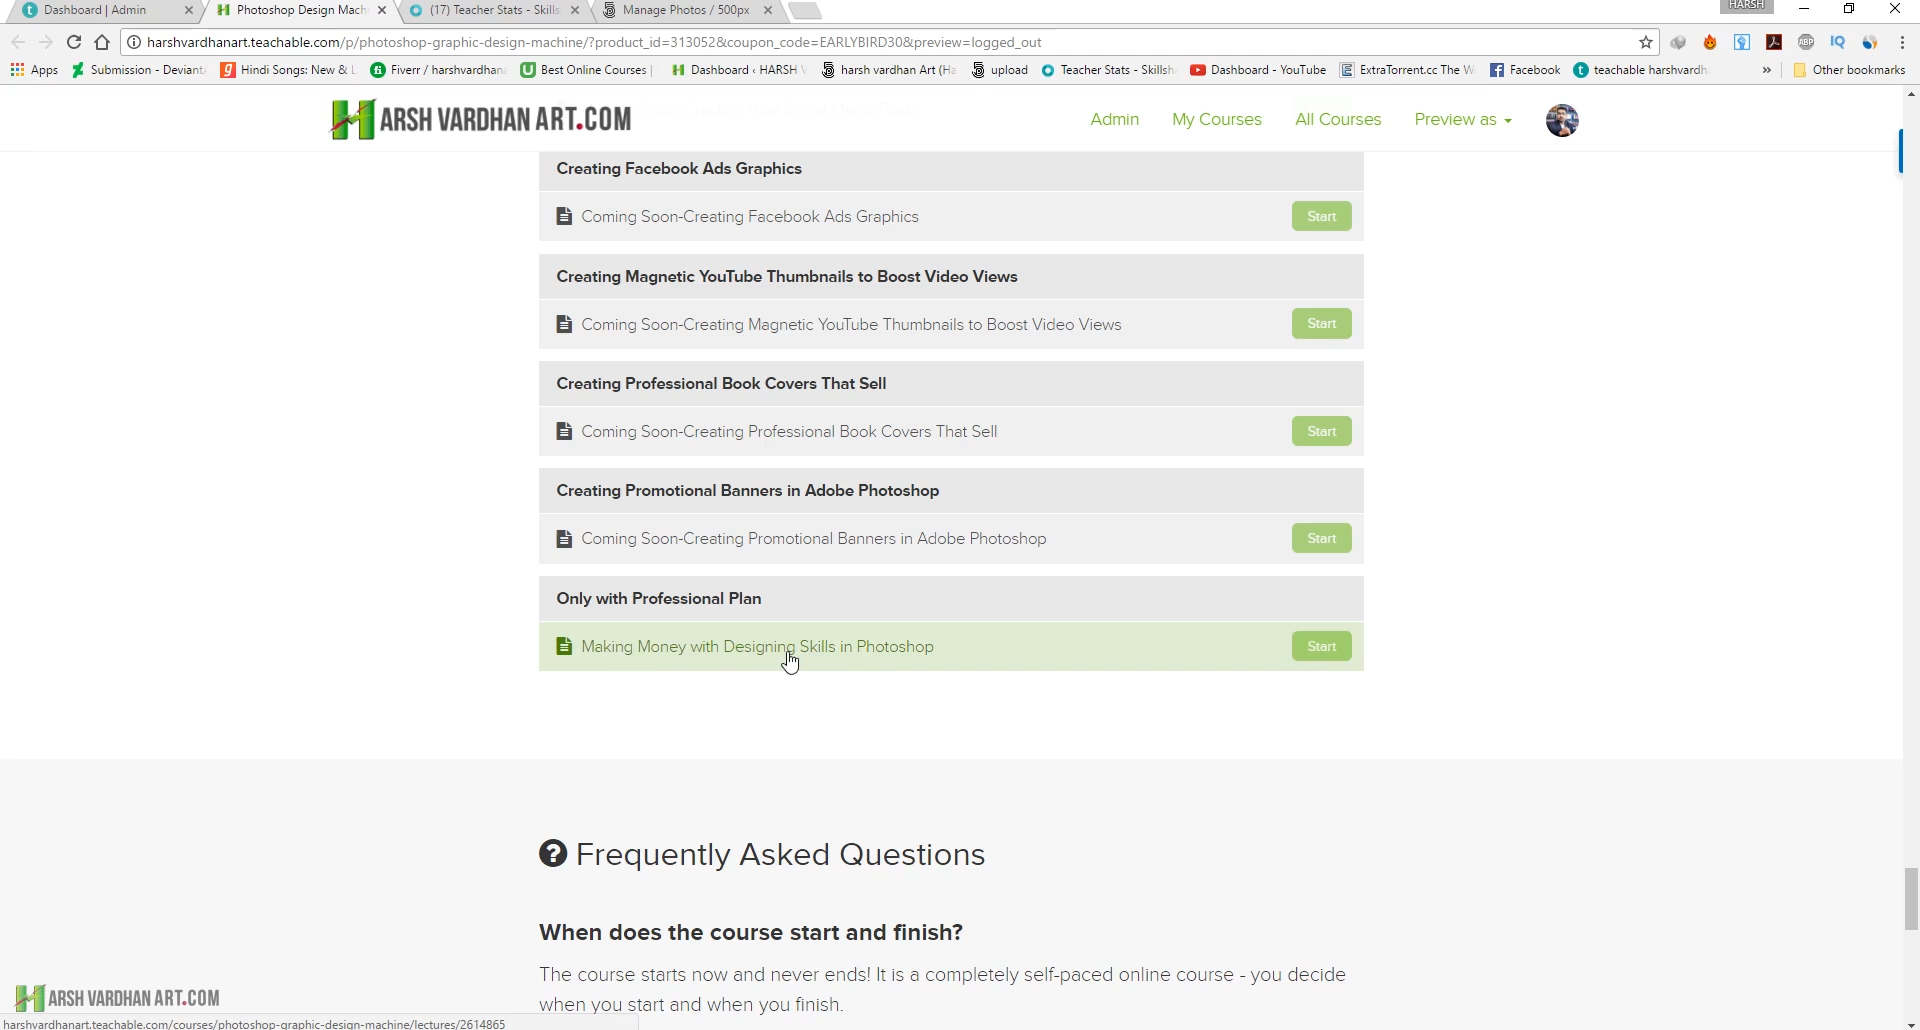 HARSH
Dashboard | Admin
Photoshop Design Mach
(17) Teacher Stats - Skills
Manage Photos / 500px
harshvardhanart.teachable.com/p/photoshop-graphic-design-machine/?product_id=313052&coupon_code=EARLYBIRD30&preview=logged_out
Apps
Submission - Deviant
Hindi Songs: New &
Fiverr / harshvardhan
Best Online Courses |
Dashboard ‹ HARSH
harsh vardhan Art (Ha
upload
Teacher Stats - Skillsh
Dashboard - YouTube
ExtraTorrent.cc The W
Facebook
teachable harshvardh
»
Other bookmarks
HARSH VARDHAN ART.COM
Admin
My Courses
All Courses
Preview as
Creating Facebook Ads Graphics
Coming Soon-Creating Facebook Ads Graphics
Start
Creating Magnetic YouTube Thumbnails to Boost Video Views
Coming Soon-Creating Magnetic YouTube Thumbnails to Boost Video Views
Start
Creating Professional Book Covers That Sell
Coming Soon-Creating Professional Book Covers That Sell
Start
Creating Promotional Banners in Adobe Photoshop
Coming Soon-Creating Promotional Banners in Adobe Photoshop
Start
Only with Professional Plan
Making Money with Designing Skills in Photoshop
Start
Frequently Asked Questions
When does the course start and finish?
The course starts now and never ends! It is a completely self-paced online course - you decide
when you start and when you finish.
HARSH VARDHAN ART.COM
harshvardhanart.teachable.com/courses/photoshop-graphic-design-machine/lectures/2614865